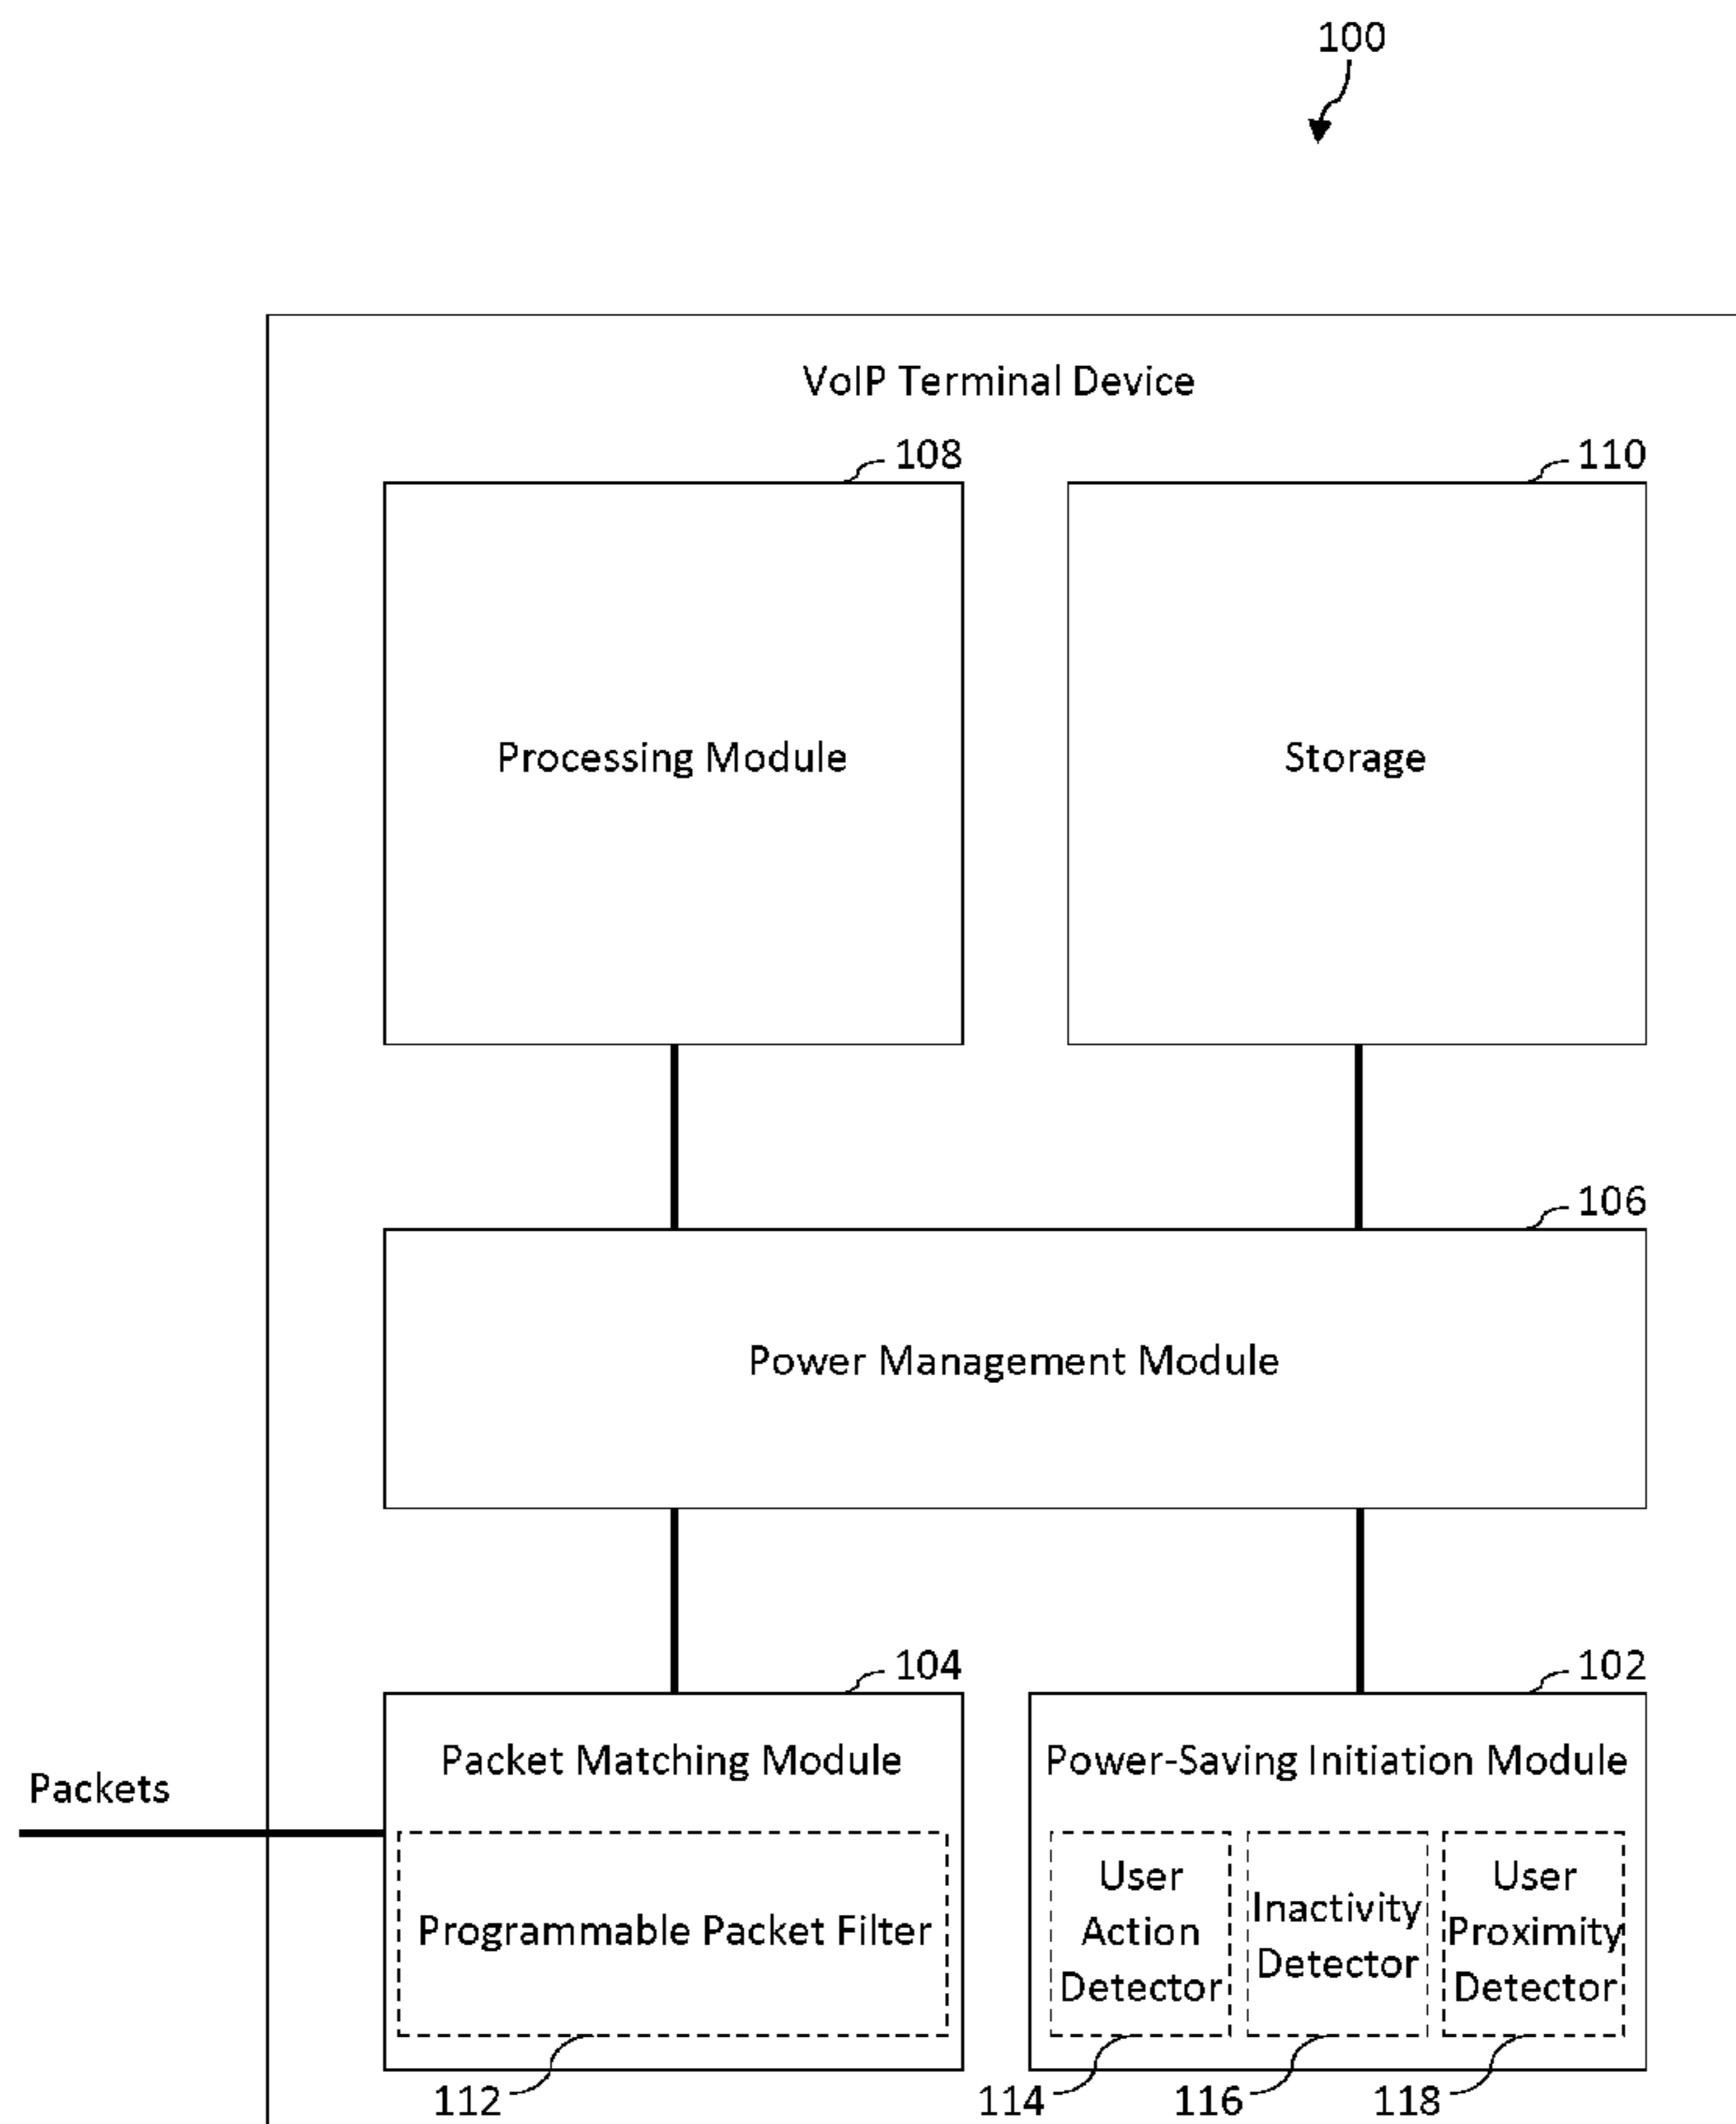 100
VoIP Terminal Device
108
110
Processing Module
Storage
106
Power Management Module
104
102
Packet Matching Module
Power-Saving Initiation Module
Packets
Programmable Packet Filter
User
Action
Detector
Inactivity
Detector
User
Proximity
Detector
112
114
116
118